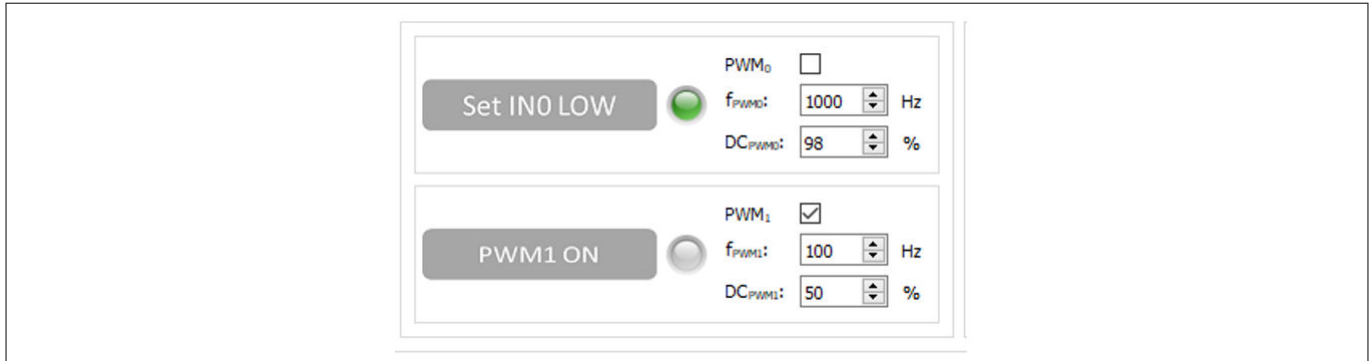 PWM₀
Set IN0 LOW
fPWM0: 1000 Hz
DCPWM0: 98 %
PWM₁
PWM1 ON
fPWM1: 100 Hz
DCPWM1: 50 %